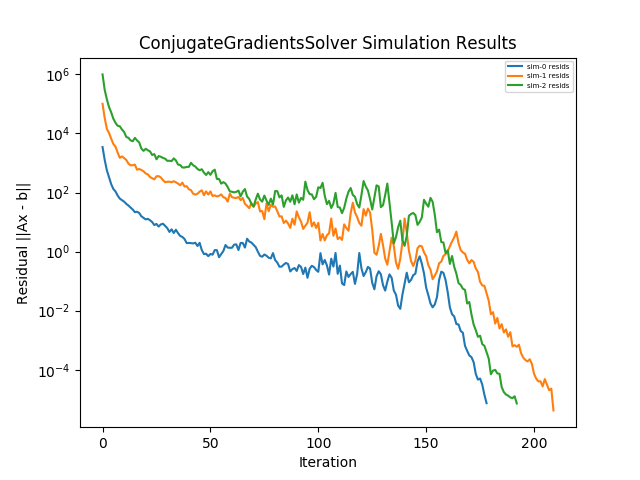 ConjugateGradientsSolver Simulation Results
sim-0 resids
sim-1 resids
sim-2 resids
10^6
10^4
10^2
10^0
10^−2
10^−4
Residual ||Ax - b||
0 50 100 150 200
Iteration